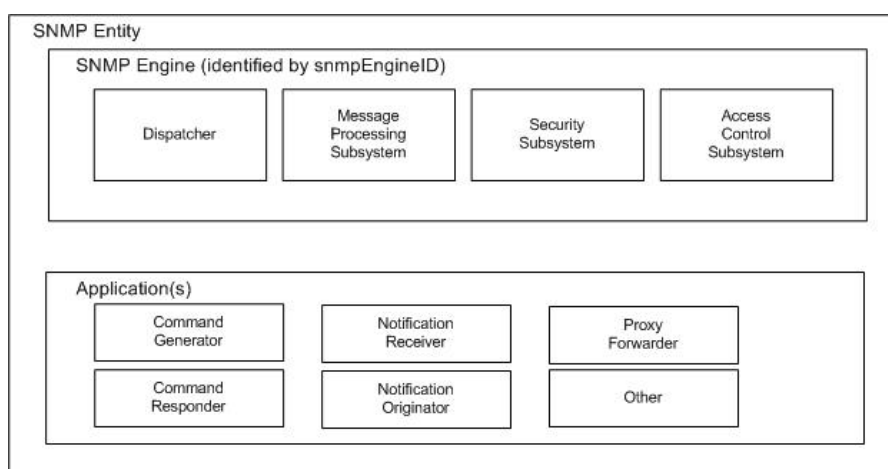 SNMP Entity
SNMP Engine (identified by snmpEngineID)
Dispatcher
Message
Processing
Subsystem
Security
Subsystem
Access
Control
Subsystem
Application(s)
Command
Generator
Notification
Receiver
Proxy
Forwarder
Command
Responder
Notification
Originator
Other